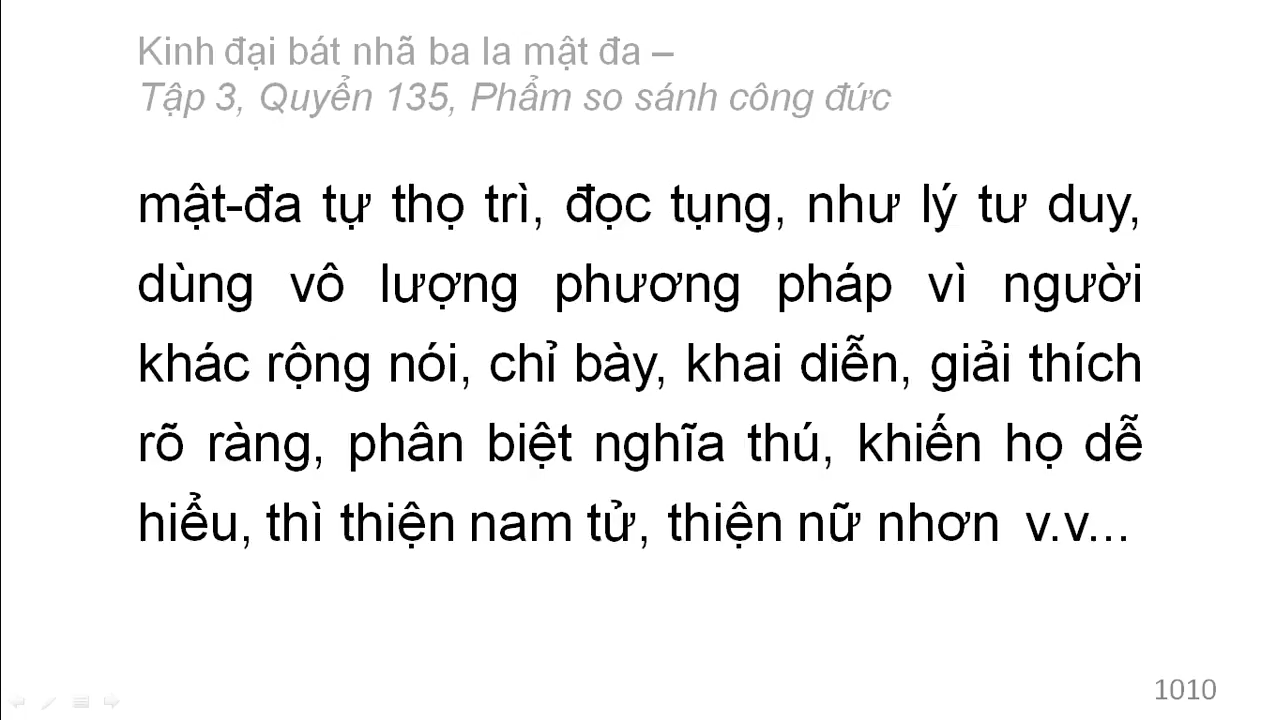 Kinh đại bát nhã ba la mật đa –
Tập 3, Quyển 135, Phẩm so sánh công đức
mật-đa tự thọ trì, đọc tụng, như lý tư duy,
dùng vô lượng phương pháp vì người
khác rộng nói, chỉ bày, khai diễn, giải thích
rõ ràng, phân biệt nghĩa thú, khiến họ dễ
hiểu, thì thiện nam tử, thiện nữ nhơn v.v...
1010